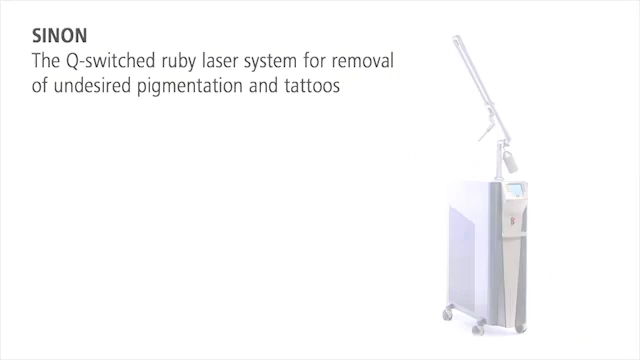 SINON
The Q-switched ruby laser system for removal
of undesired pigmentation and tattoos